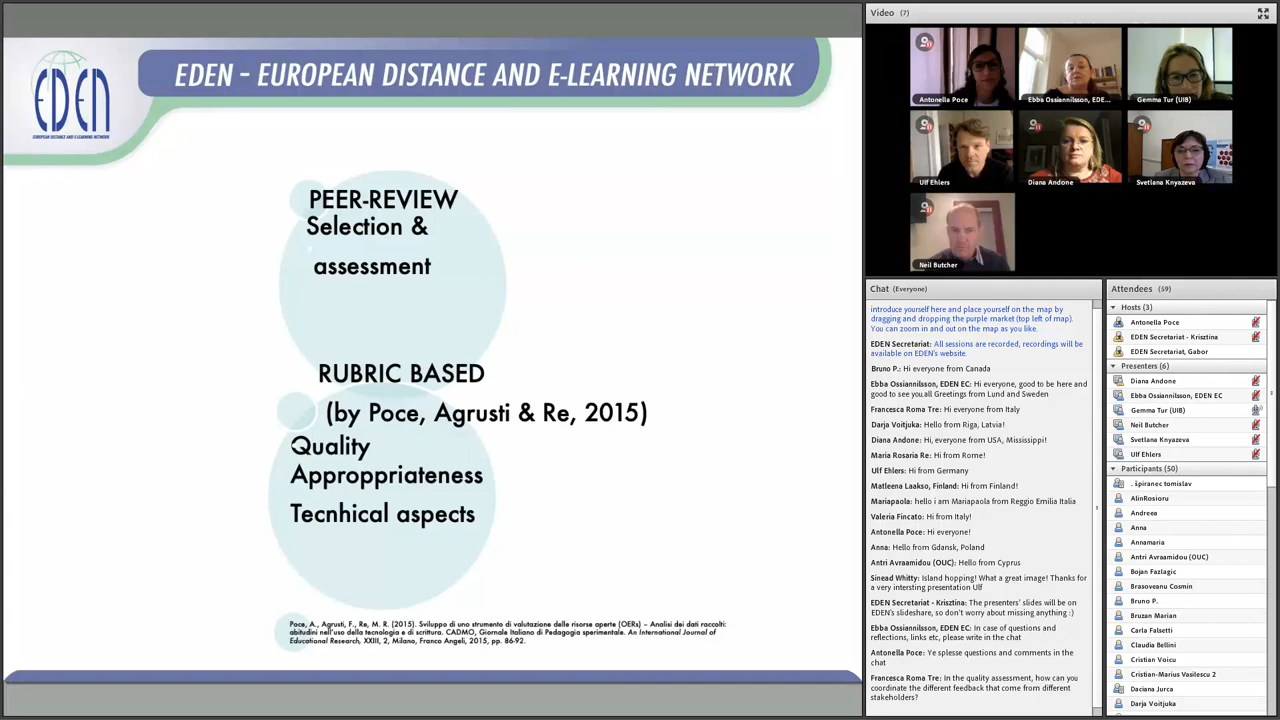 EDEN
EUROPEAN DISTANCE AND E-LEARNING NETWORK
EDEN - EUROPEAN DISTANCE AND E-LEARNING NETWORK
PEER-REVIEW
Selection &
assessment
RUBRIC BASED
(by Poce, Agrusti & Re, 2015)
Quality
Approppriateness
Tecnhical aspects
Poce, A., Agrusti, F., Re, M. R. (2015). Sviluppo di uno strumento di valutazione delle risorse aperte (OERs) – Analisi dei dati raccolti:
abitudini nell'uso della tecnologia e di scrittura. CADMO, Giornale Italiano di Pedagogia sperimentale. An International Journal of
Educational Research, XXIII, 2, Milano, Franco Angeli, 2015, pp. 86-92.
Video (7)
Antonella Poce
Ebba Ossiannilsson, EDE...
Gemma Tur (UIB)
Ulf Ehlers
Diana Andone
Svetlana Knyazeva
Neil Butcher
Chat (Everyone)
introduce yourself here and place yourself on the map by
dragging and dropping the purple market (top left of map).
You can zoom in and out on the map as you like.
EDEN Secretariat: All sessions are recorded, recordings will be
available on EDEN's website.
Bruno P.: Hi everyone from Canada
Ebba Ossiannilsson, EDEN EC: Hi everyone, good to be here and
good to see you.all Greetings from Lund and Sweden
Francesca Roma Tre: Hi everyone from Italy
Darja Voitjuka: Hello from Riga, Latvia!
Diana Andone: Hi, everyone from USA, Mississippi!
Maria Rosaria Re: Hi from Rome!
Ulf Ehlers: Hi from Germany
Matleena Laakso, Finland: Hi from Finland!
Mariapaola: hello i am Mariapaola from Reggio Emilia Italia
Valeria Fincato: Hi from Italy!
Antonella Poce: Hi everyone!
Anna: Hello from Gdansk, Poland
Antri Avraamidou (OUC): Hello from Cyprus
Sinead Whitty: Island hopping! What a great image! Thanks for
a very intersting presentation Ulf
EDEN Secretariat - Krisztina: The presenters' slides will be on
EDEN's slideshare, so don't worry about missing anything :)
Ebba Ossiannilsson, EDEN EC: In case of questions and
reflections, links etc, please write in the chat
Antonella Poce: Ye splesse questions and comments in the
chat
Francesca Roma Tre: In the quality assessment, how can you
coordinate the different feedback that come from different
stakeholders?
Attendees (59)
Hosts (3)
Antonella Poce
EDEN Secretariat - Krisztina
EDEN Secretariat, Gabor
Presenters (6)
Diana Andone
Ebba Ossiannilsson, EDEN EC
Gemma Tur (UIB)
Neil Butcher
Svetlana Knyazeva
Ulf Ehlers
Participants (50)
. špiranec tomislav
AlinRosioru
Andreea
Anna
Annamaria
Antri Avraamidou (OUC)
Bojan Fazlagic
Brasoveanu Cosmin
Bruno P.
Bruzan Marian
Carla Falsetti
Claudia Bellini
Cristian Voicu
Cristian-Marius Vasilescu 2
Daciana Jurca
Darja Voitjuka